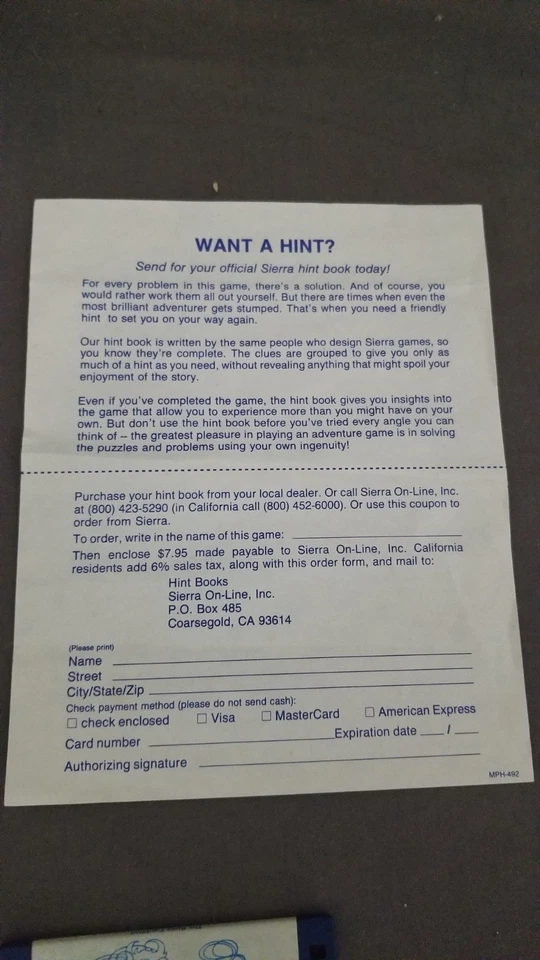 WANT A HINT?
Send for your official Sierra hint book today!
For every problem in this game, there's a solution. And of course, you
would rather work them all out yourself. But there are times when even the
most brilliant adventurer gets stumped. That's when you need a friendly
hint to set you on your way again.
Our hint book is written by the same people who design Sierra games, so
you know they're complete. The clues are grouped to give you only as
much of a hint as you need, without revealing anything that might spoil your
enjoyment of the story.
Even if you've completed the game, the hint book gives you insights into
the game that allow you to experience more than you might have on your
own. But don't use the hint book before you've tried every angle you can
think of -- the greatest pleasure in playing an adventure game is in solving
the puzzles and problems using your own ingenuity!
Purchase your hint book from your local dealer. Or call Sierra On-Line, Inc.
at (800) 423-5290 (in California call (800) 452-6000). Or use this coupon to
order from Sierra.
To order, write in the name of this game:
Then enclose $7.95 made payable to Sierra On-Line, Inc. California
residents add 6% sales tax, along with this order form, and mail to:
Hint Books
Sierra On-Line, Inc.
P.O. Box 485
Coarsegold, CA 93614
(Please print)
Name
Street
City/State/Zip
Check payment method (please do not send cash):
☐ check enclosed ☐ Visa ☐ MasterCard ☐ American Express
Card number Expiration date /
Authorizing signature
MPH-492